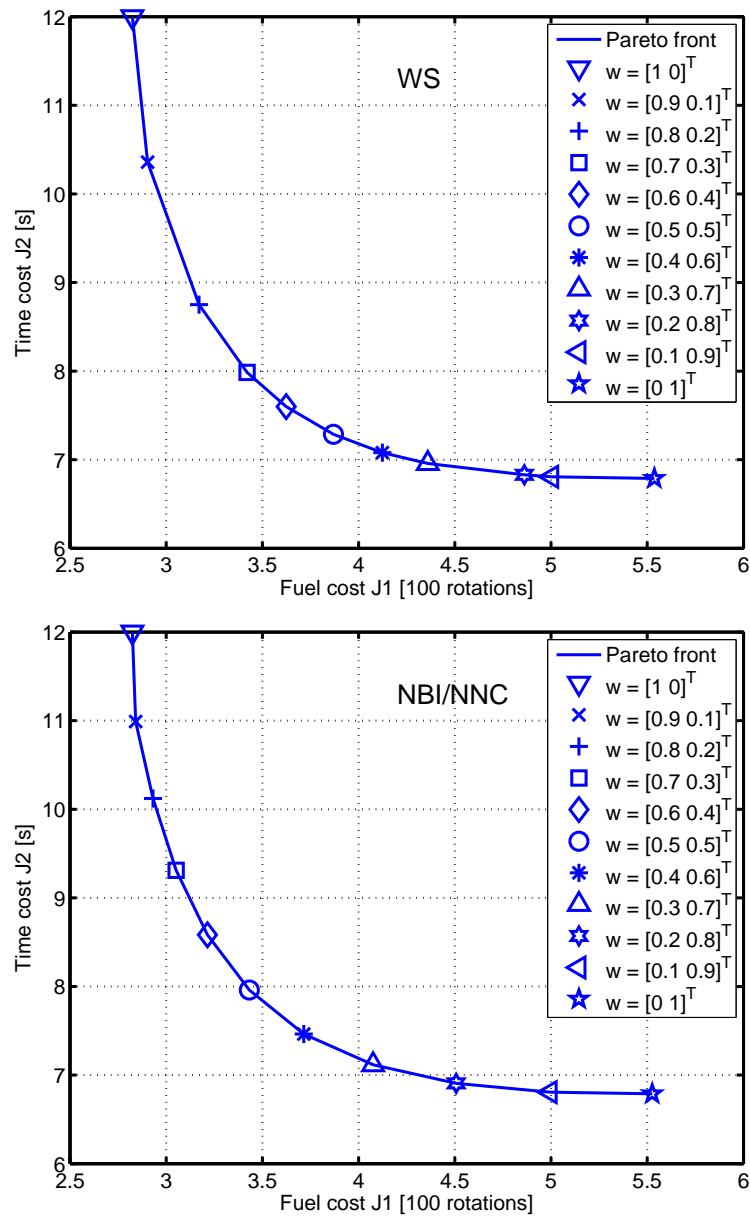 12
11
10
9
8
7
6
2.5 3 3.5 4 4.5 5 5.5 6
Time cost J2 [s]
Fuel cost J1 [100 rotations]
WS
Pareto front
w = [1 0]^T
w = [0.9 0.1]^T
w = [0.8 0.2]^T
w = [0.7 0.3]^T
w = [0.6 0.4]^T
w = [0.5 0.5]^T
w = [0.4 0.6]^T
w = [0.3 0.7]^T
w = [0.2 0.8]^T
w = [0.1 0.9]^T
w = [0 1]^T
12
11
10
9
8
7
6
2.5 3 3.5 4 4.5 5 5.5 6
Time cost J2 [s]
Fuel cost J1 [100 rotations]
NBI/NNC
Pareto front
w = [1 0]^T
w = [0.9 0.1]^T
w = [0.8 0.2]^T
w = [0.7 0.3]^T
w = [0.6 0.4]^T
w = [0.5 0.5]^T
w = [0.4 0.6]^T
w = [0.3 0.7]^T
w = [0.2 0.8]^T
w = [0.1 0.9]^T
w = [0 1]^T